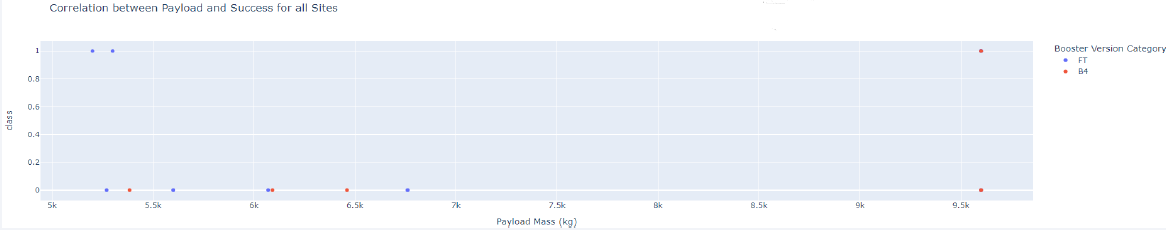 Correlation between Payload and Success for all Sites
Booster Version Category
FT
B4
class
1
0.8
0.6
0.4
0.2
0
5k 5.5k 6k 6.5k 7k 7.5k 8k 8.5k 9k 9.5k
Payload Mass (kg)